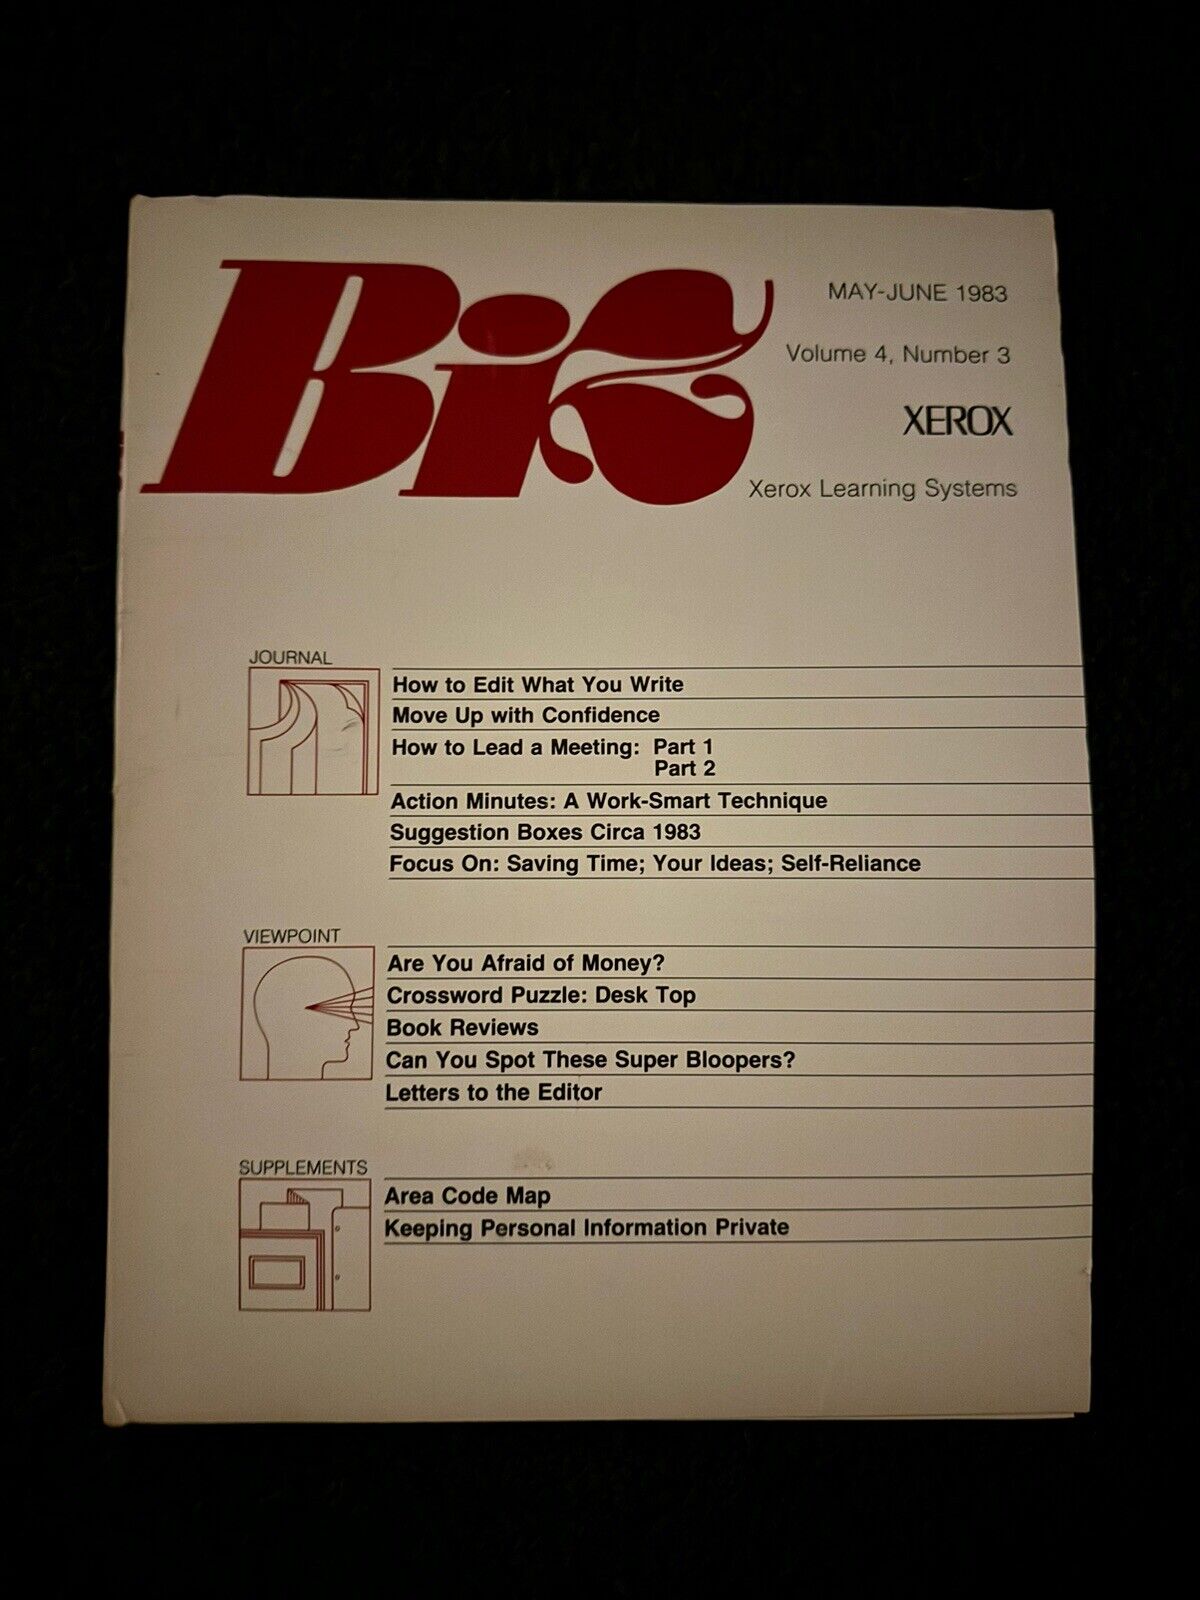 Biz
MAY-JUNE 1983
Volume 4, Number 3
XEROX
Xerox Learning Systems
JOURNAL
How to Edit What You Write
Move Up with Confidence
How to Lead a Meeting: Part 1
Part 2
Action Minutes: A Work-Smart Technique
Suggestion Boxes Circa 1983
Focus On: Saving Time; Your Ideas; Self-Reliance
VIEWPOINT
Are You Afraid of Money?
Crossword Puzzle: Desk Top
Book Reviews
Can You Spot These Super Bloopers?
Letters to the Editor
SUPPLEMENTS
Area Code Map
Keeping Personal Information Private